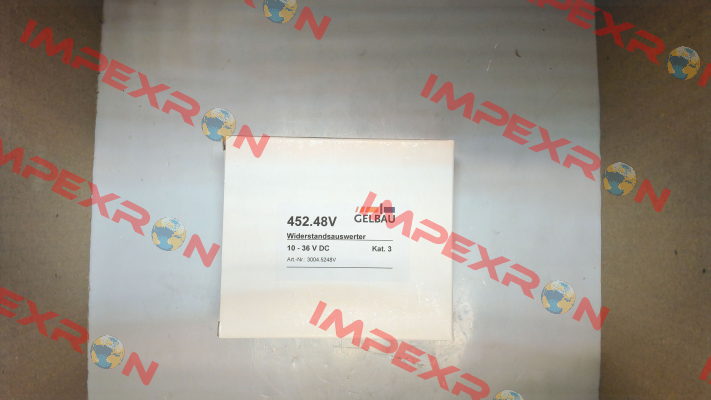 IMPEXRON
IMPEXRON
IMPEXRON
IMPEXRON
452.48V
GELBAU
Widerstandsauswerter
10 - 36 V DC Kat. 3
Art.-Nr. 3004.5248V
IMPEXRON
IMPEXRON
IMPEXRON